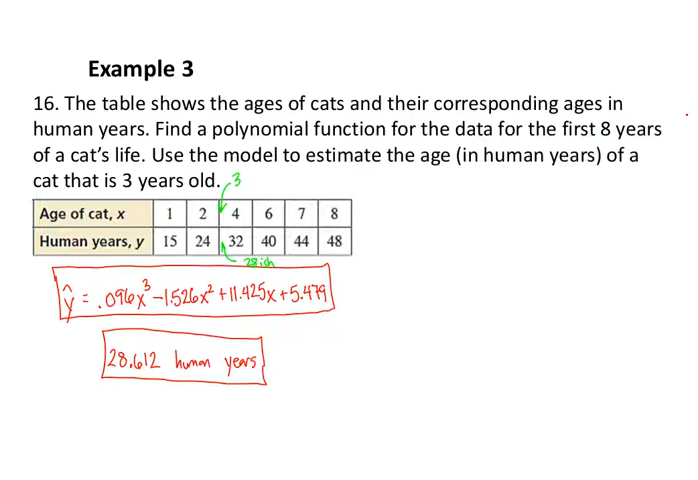 Example 3
16. The table shows the ages of cats and their corresponding ages in
human years. Find a polynomial function for the data for the first 8 years
of a cat's life. Use the model to estimate the age (in human years) of a
cat that is 3 years old.
3
Age of cat, x 1 2 4 6 7 8
Human years, y 15 24 32 40 44 48
28ish
ŷ = .096x³ - 1.526x² + 11.425x + 5.479
28.612 human years